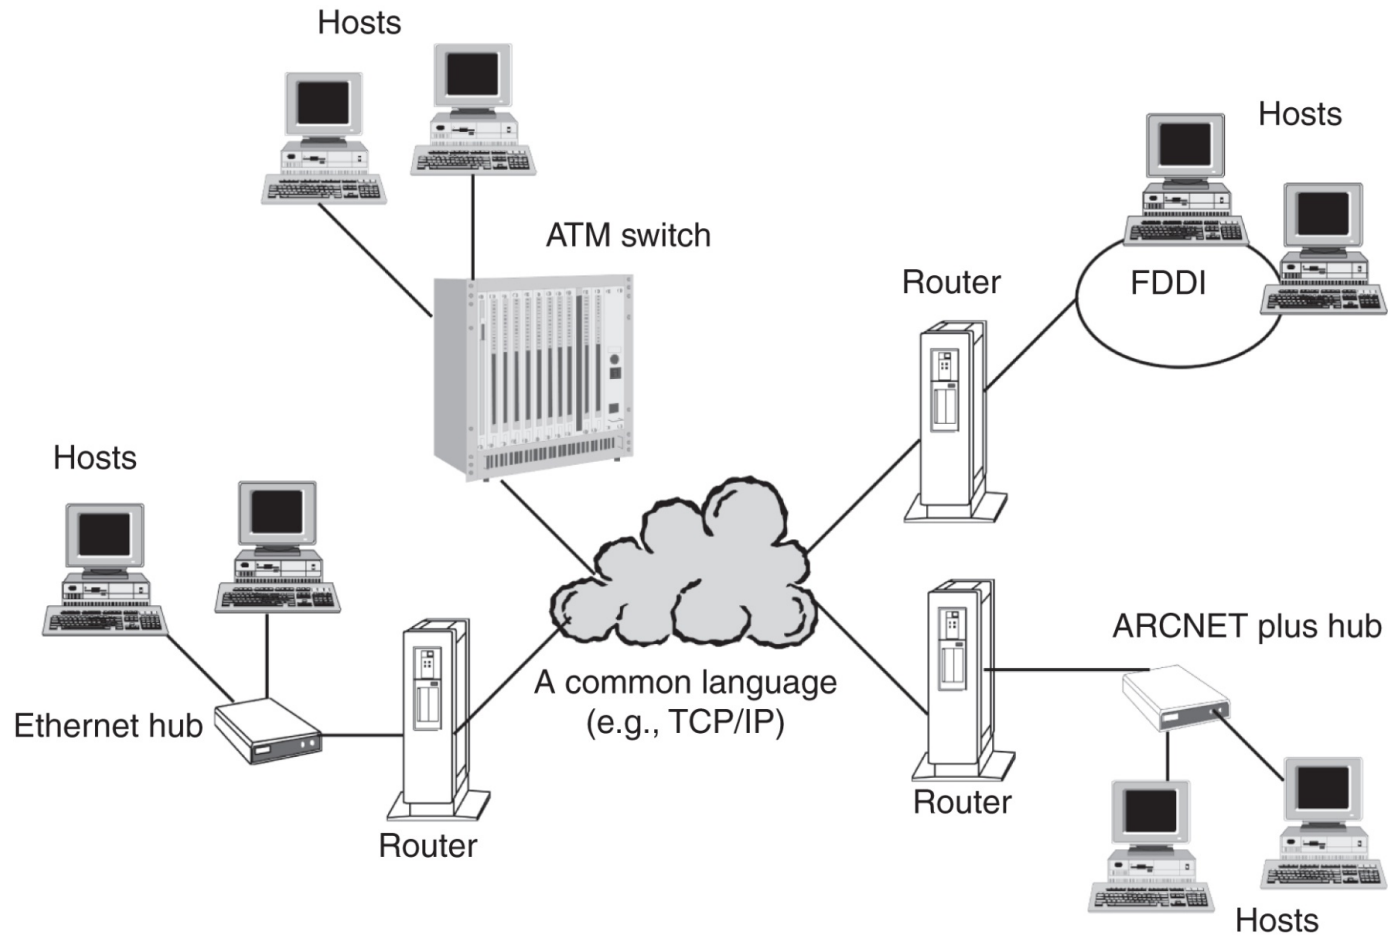 Hosts
Hosts
ATM switch
Router
FDDI
Hosts
ARCNET plus hub
A common language
(e.g., TCP/IP)
Ethernet hub
Router
Router
Hosts